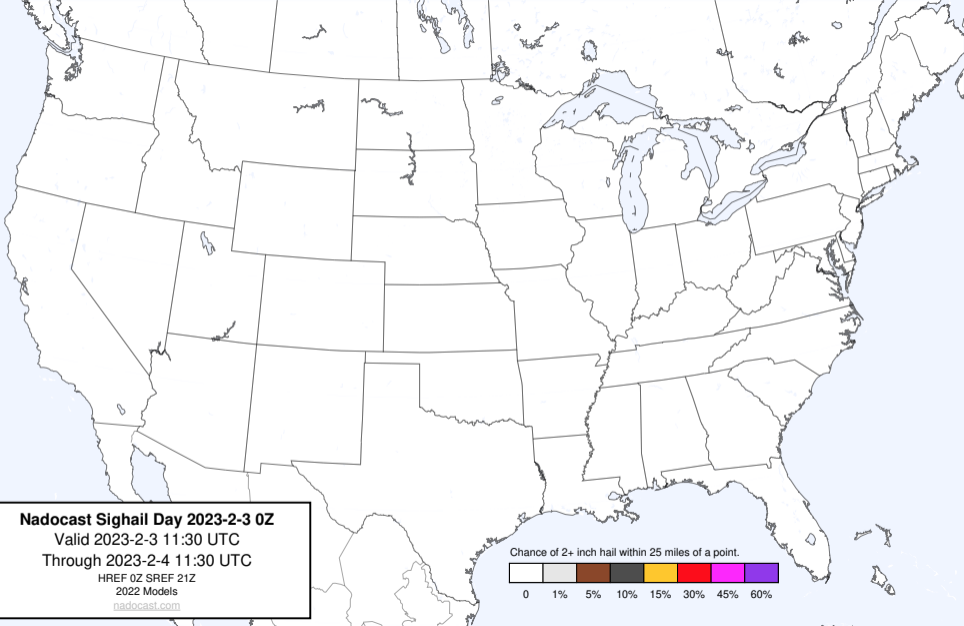 Nadocast Sighail Day 2023-2-3 0Z
Valid 2023-2-3 11:30 UTC
Through 2023-2-4 11:30 UTC
HREF 0Z SREF 21Z
2022 Models
nadocast.com
Chance of 2+ inch hail within 25 miles of a point.
0 1% 5% 10% 15% 30% 45% 60%